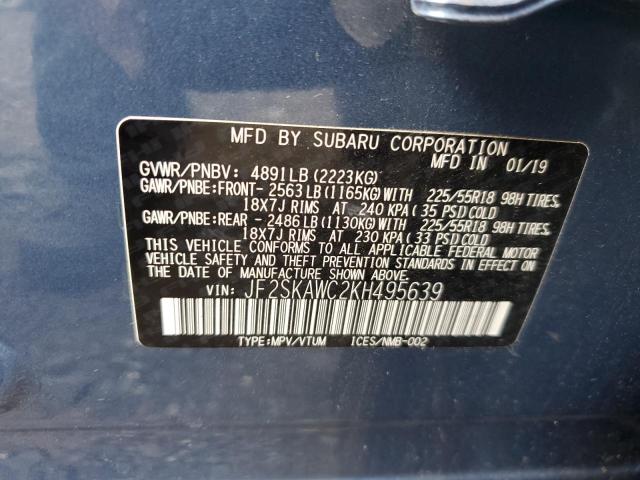 MFD BY SUBARU CORPORATION
MFD IN 01/19
GVWR/PNBV: 4891LB (2223KG)
GAWR/PNBE:FRONT- 2563LB (1165KG)WITH 225/55R18 98H TIRES,
18X7J RIMS AT 240 KPA (35 PSI)COLD
GAWR/PNBE:REAR - 2486LB (1130KG)WITH 225/55R18 98H TIRES,
18X7J RIMS AT 230 KPA (33 PSI)COLD
THIS VEHICLE CONFORMS TO ALL APPLICABLE FEDERAL MOTOR
VEHICLE SAFETY AND THEFT PREVENTION STANDARDS IN EFFECT ON
THE DATE OF MANUFACTURE SHOWN ABOVE.
VIN: JF2SKAWC2KH495639
TYPE:MPV/VTUM ICES/NMB-002